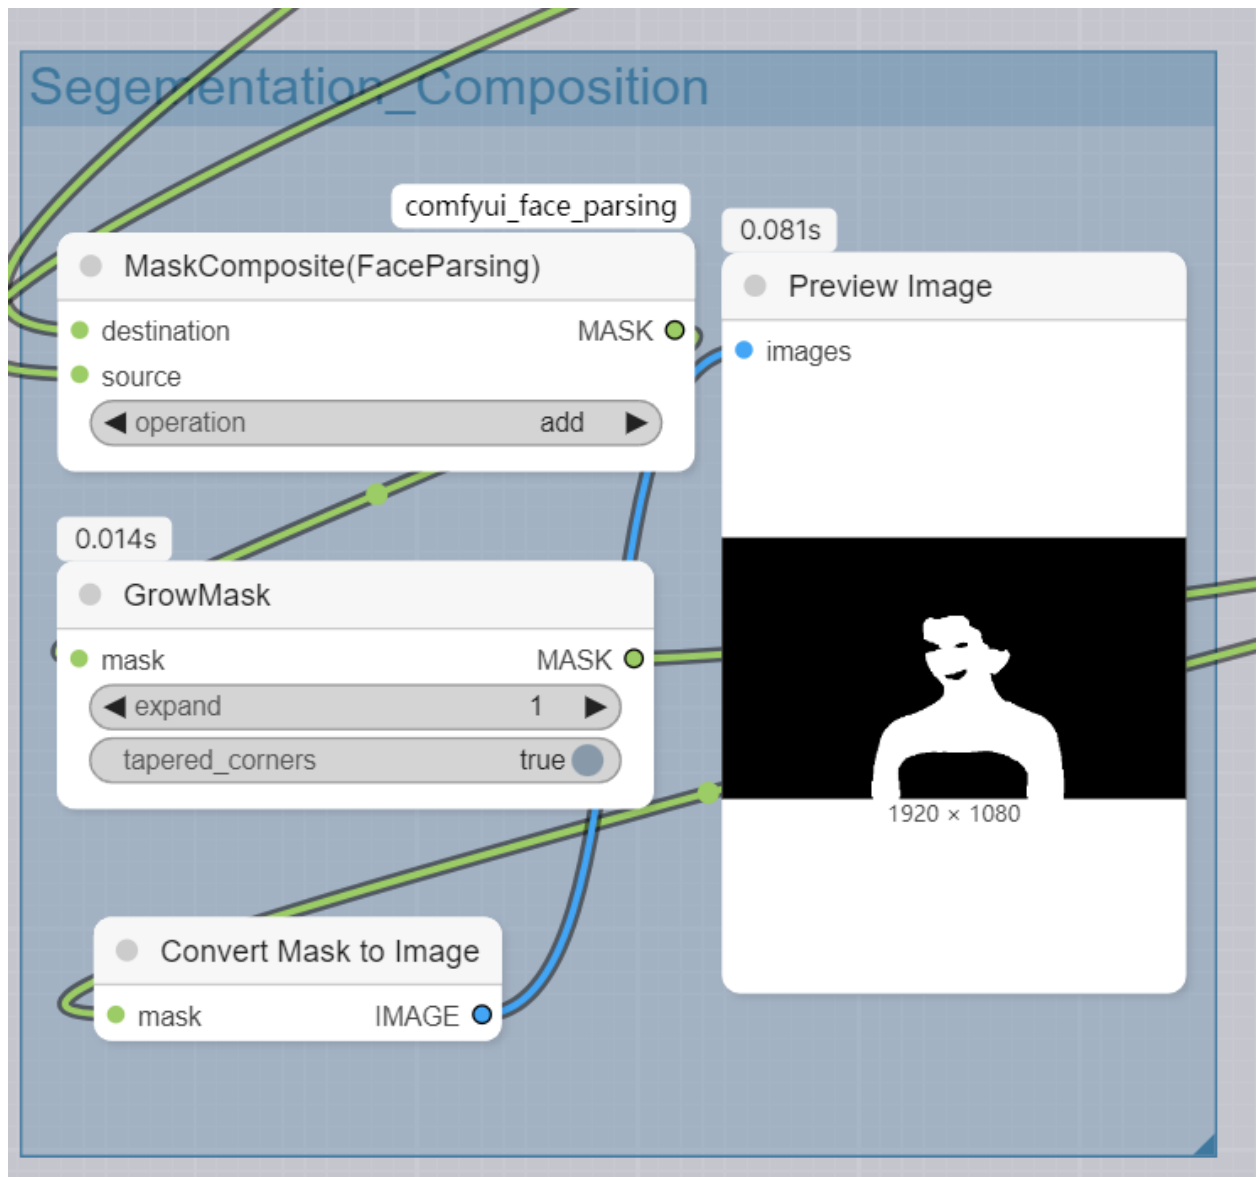 Segementation_Composition
comfyui_face_parsing
MaskComposite(FaceParsing)
destination MASK
source
operation add
0.081s
Preview Image
images
1920 × 1080
0.014s
GrowMask
mask MASK
expand 1
tapered_corners true
Convert Mask to Image
mask IMAGE